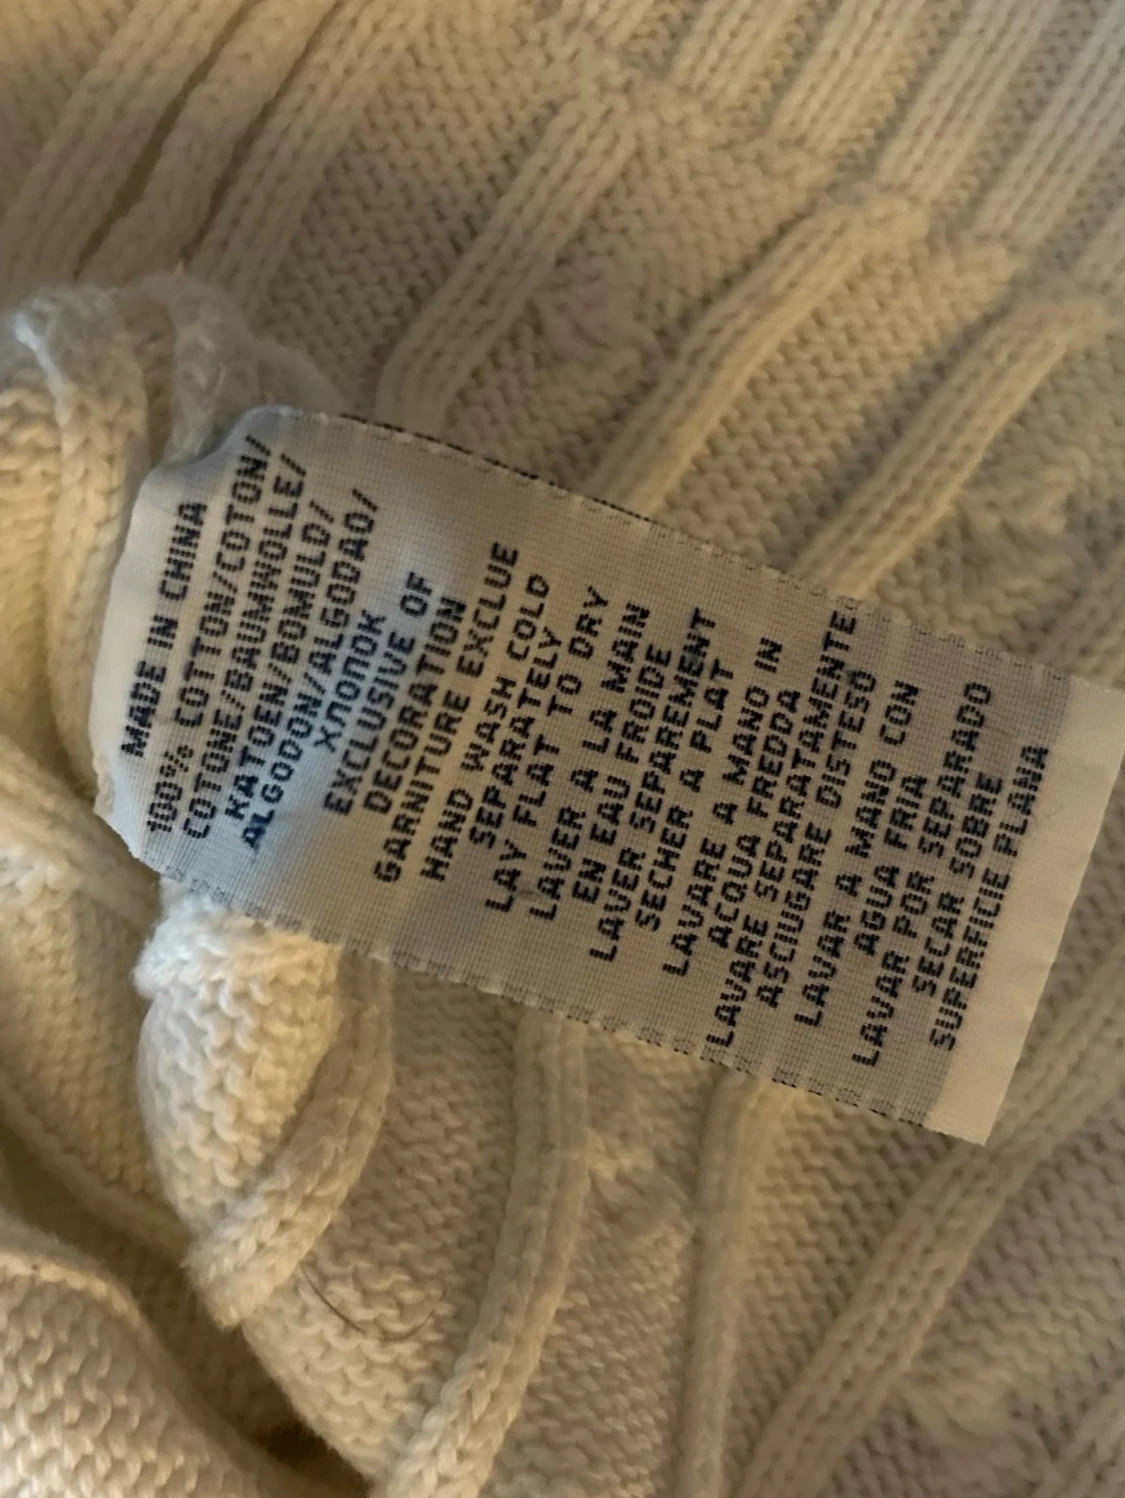 MADE IN CHINA
100% COTTON/COTON/
COTONE/BAUMWOLLE/
KATOEN/BOMULD/
ALGODON/ALGODAO/
ХЛОПОК
EXCLUSIVE OF
DECORATION
GARNITURE EXCLUE
HAND WASH COLD
SEPARATELY
LAY FLAT TO DRY
LAVER A LA MAIN
EN EAU FROIDE
LAVER SEPAREMENT
SECHER A PLAT
LAVARE A MANO IN
ACQUA FREDDA
LAVARE SEPARATAMENTE
ASCIUGARE DISTESO
LAVAR A MANO CON
AGUA FRIA
LAVAR POR SEPARADO
SECAR SOBRE
SUPERFICIE PLANA